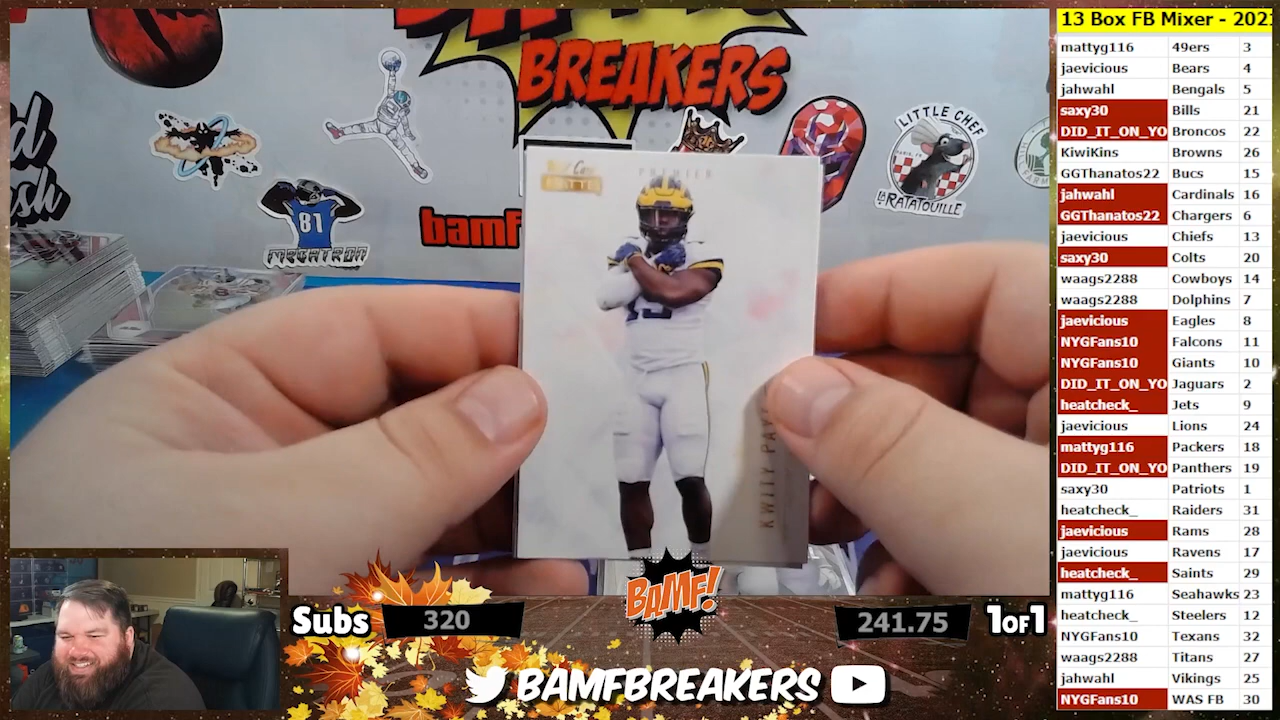 BREAKERS
LITTLE CHEF
LA RATATOUILLE
81
MEGATRON
bamf
PREMIER
KWITY PAY
Subs 320
BAMF!
241.75 1 OF 1
BAMFBREAKERS
13 Box FB Mixer - 202
mattyg116 49ers 3
jaevicious Bears 4
jahwahl Bengals 5
saxy30 Bills 21
DID_IT_ON_YO Broncos 22
KiwiKins Browns 26
GGThanatos22 Bucs 15
jahwahl Cardinals 16
GGThanatos22 Chargers 6
jaevicious Chiefs 13
saxy30 Colts 20
waags2288 Cowboys 14
waags2288 Dolphins 7
jaevicious Eagles 8
NYGFans10 Falcons 11
NYGFans10 Giants 10
DID_IT_ON_YO Jaguars 2
heatcheck_ Jets 9
jaevicious Lions 24
mattyg116 Packers 18
DID_IT_ON_YO Panthers 19
saxy30 Patriots 1
heatcheck_ Raiders 31
jaevicious Rams 28
jaevicious Ravens 17
heatcheck_ Saints 29
mattyg116 Seahawks 23
heatcheck_ Steelers 12
NYGFans10 Texans 32
waags2288 Titans 27
jahwahl Vikings 25
NYGFans10 WAS FB 30